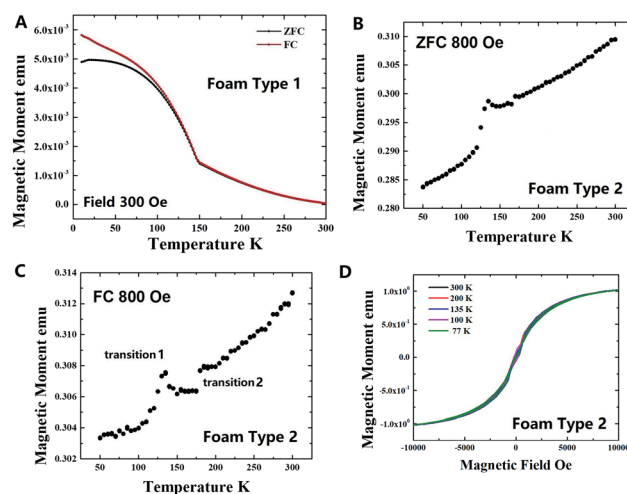 A
6.0x10⁻³
5.0x10⁻³
4.0x10⁻³
3.0x10⁻³
2.0x10⁻³
1.0x10⁻³
0.0
Magnetic Moment emu
ZFC
FC
Foam Type 1
Field 300 Oe
0 50 100 150 200 250 300
Temperature K
B
0.310
0.305
0.300
0.295
0.290
0.285
0.280
Magnetic Moment emu
ZFC 800 Oe
Foam Type 2
50 100 150 200 250 300
Temperature K
C
0.314
0.312
0.310
0.308
0.306
0.304
0.302
Magnetic Moment emu
FC 800 Oe
transition 1
transition 2
Foam Type 2
50 100 150 200 250 300
Temperature K
D
1.0x10⁰
5.0x10⁻¹
0.0
-5.0x10⁻¹
-1.0x10⁰
Magnetic Moment emu
300 K
200 K
135 K
100 K
77 K
Foam Type 2
-10000 -5000 0 5000 10000
Magnetic Field Oe